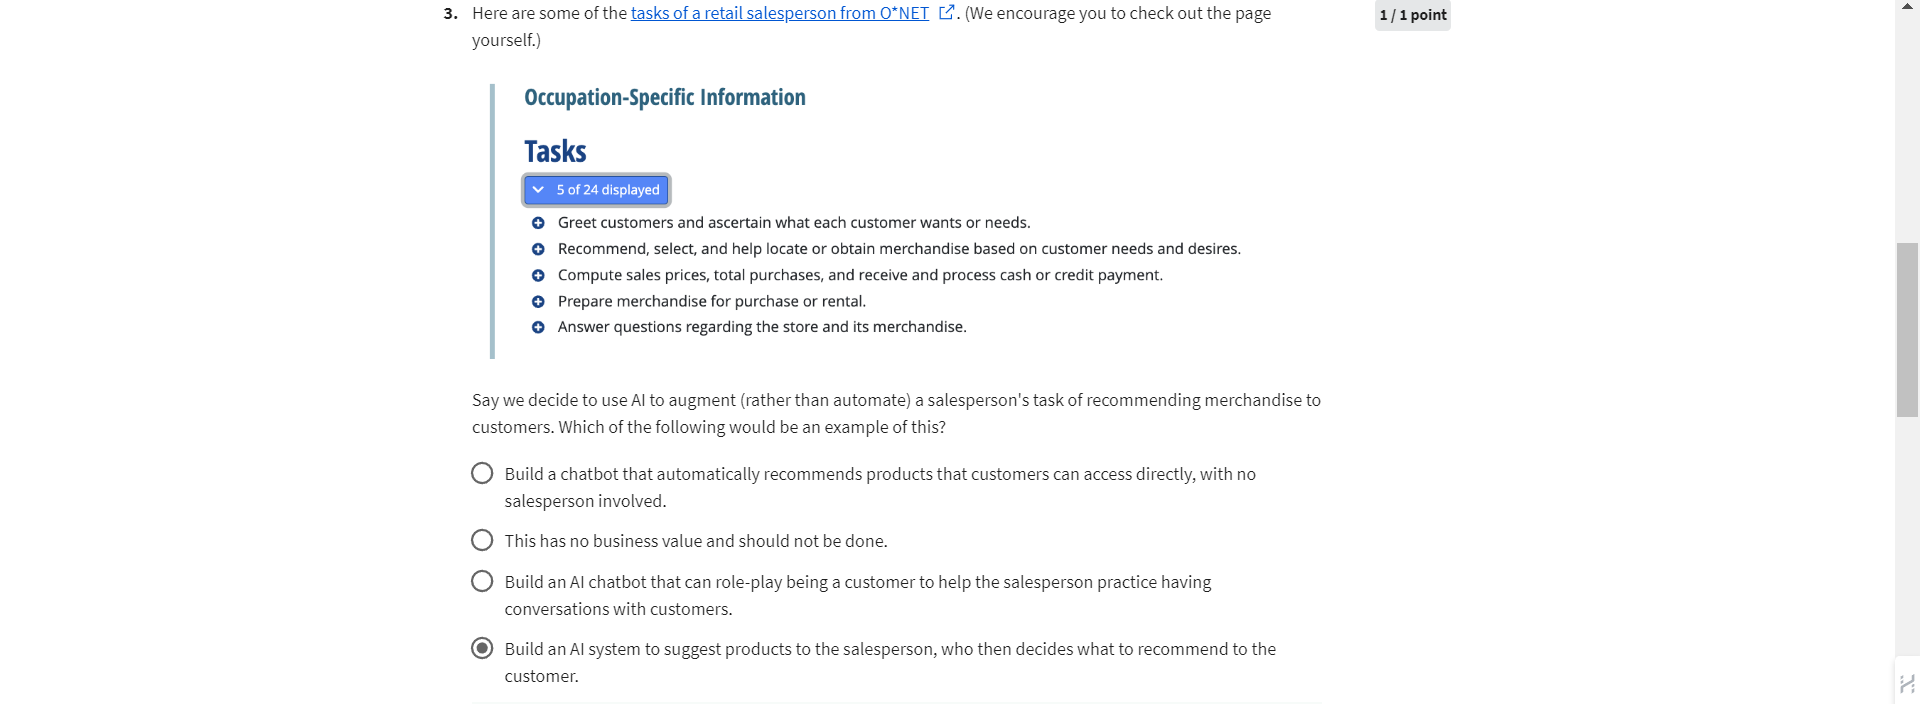 3. Here are some of the tasks of a retail salesperson from O*NET . (We encourage you to check out the page
yourself.)
1 / 1 point
Occupation-Specific Information
Tasks
5 of 24 displayed
Greet customers and ascertain what each customer wants or needs.
Recommend, select, and help locate or obtain merchandise based on customer needs and desires.
Compute sales prices, total purchases, and receive and process cash or credit payment.
Prepare merchandise for purchase or rental.
Answer questions regarding the store and its merchandise.
Say we decide to use AI to augment (rather than automate) a salesperson's task of recommending merchandise to
customers. Which of the following would be an example of this?
Build a chatbot that automatically recommends products that customers can access directly, with no
salesperson involved.
This has no business value and should not be done.
Build an AI chatbot that can role-play being a customer to help the salesperson practice having
conversations with customers.
Build an AI system to suggest products to the salesperson, who then decides what to recommend to the
customer.